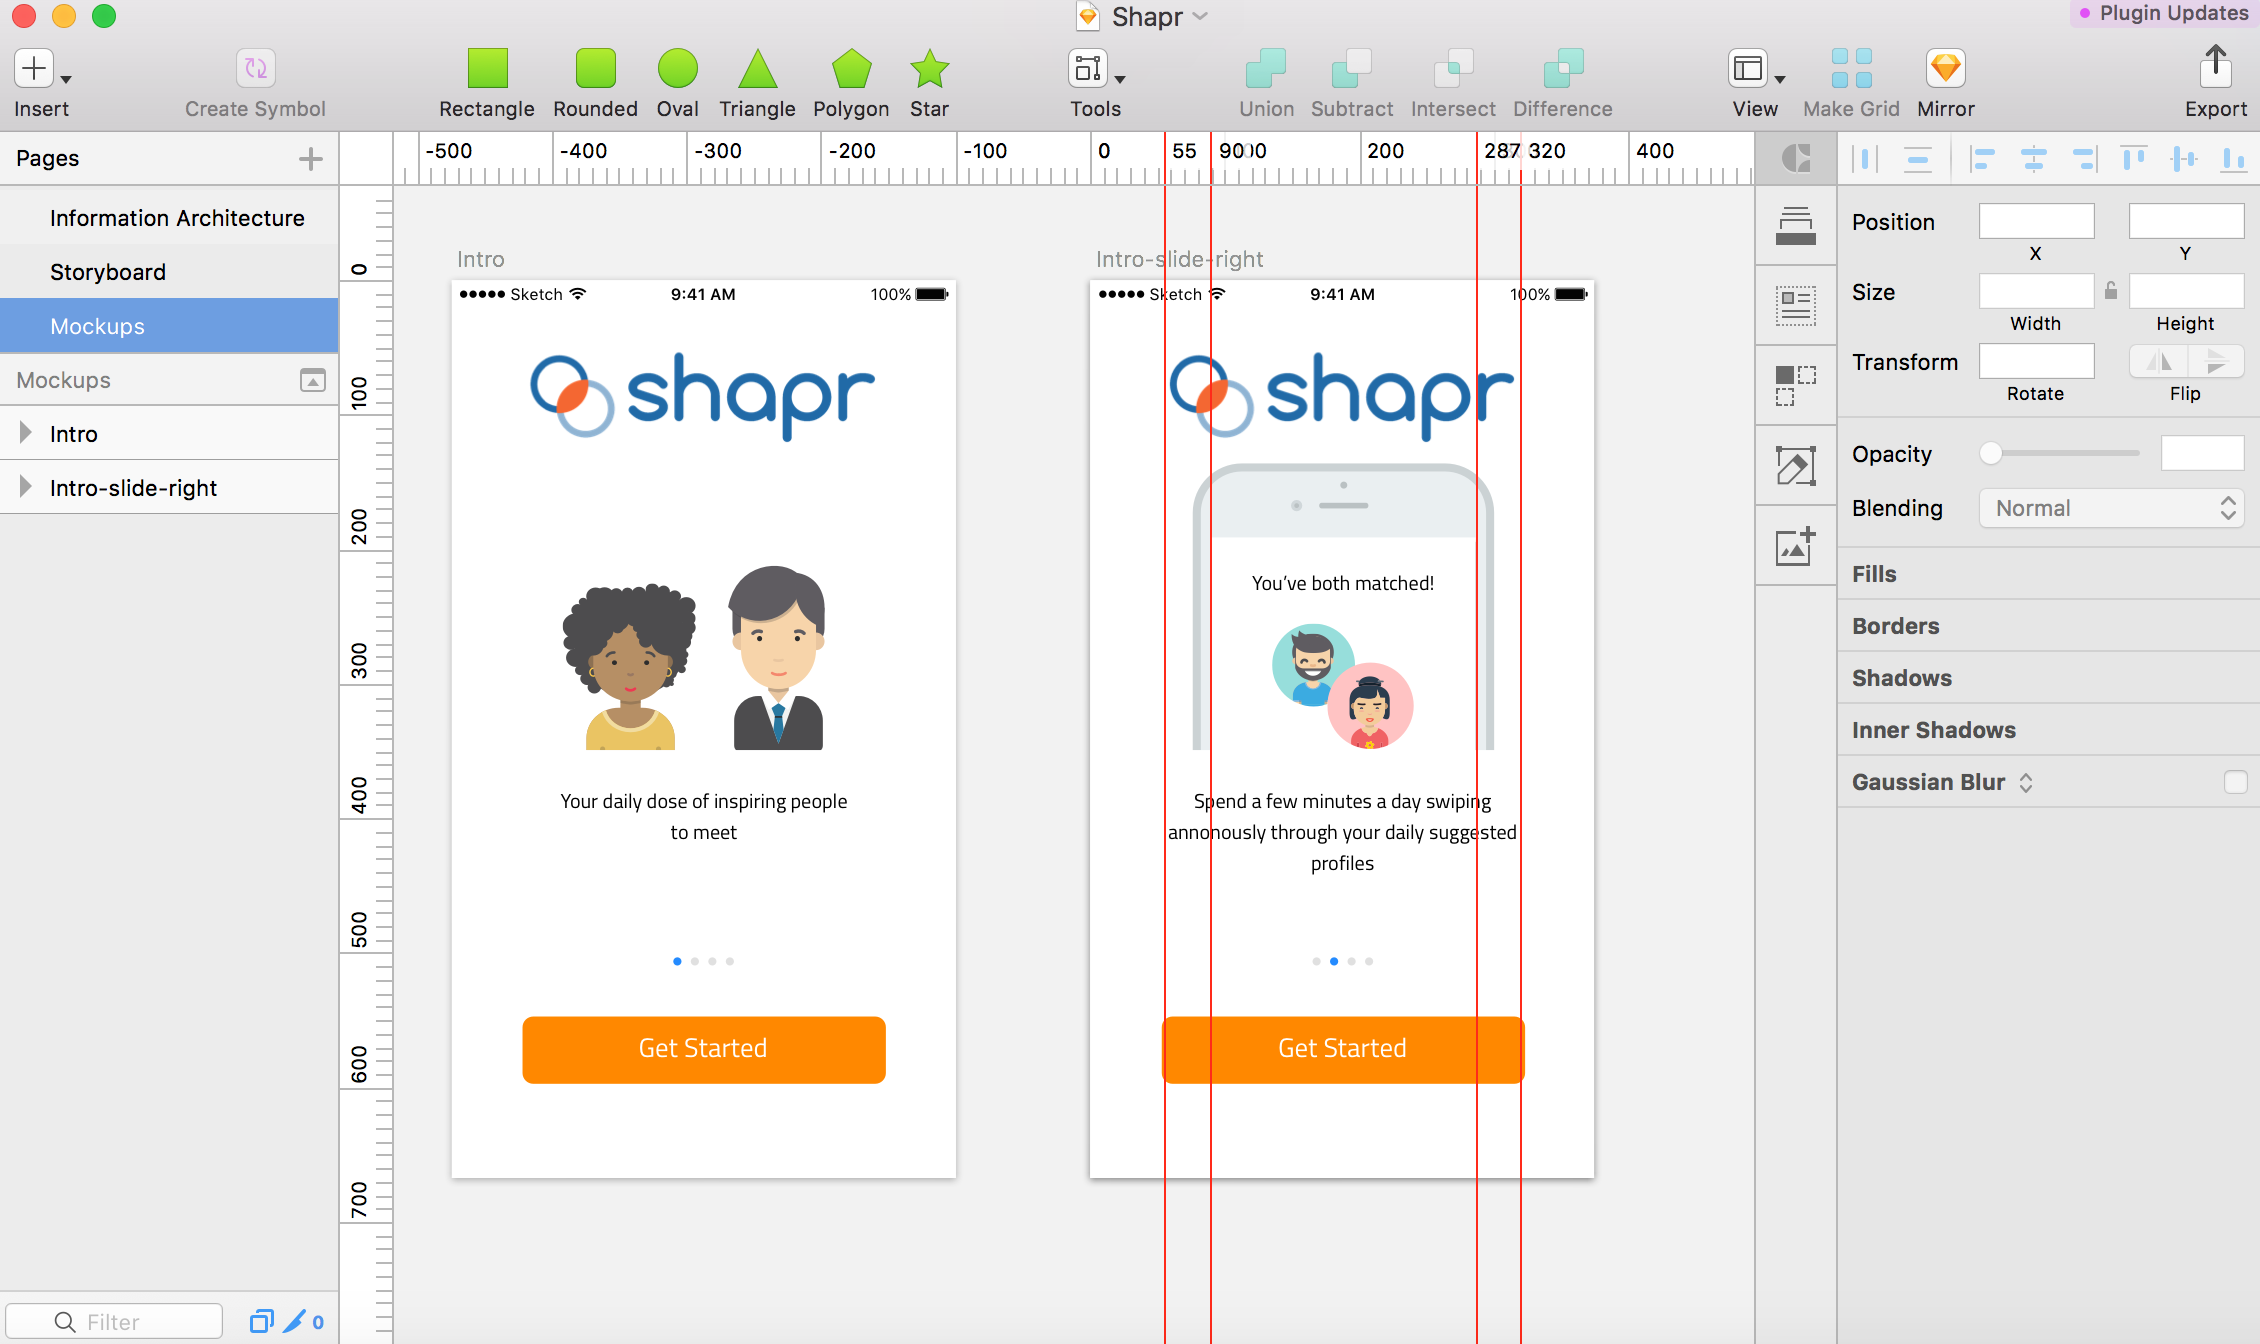 Shapr
Plugin Updates
Insert
Create Symbol
Rectangle
Rounded
Oval
Triangle
Polygon
Star
Tools
Union
Subtract
Intersect
Difference
View
Make Grid
Mirror
Export
Pages
Information Architecture
Storyboard
Mockups
Mockups
Intro
Intro-slide-right
Filter
0
-500
-400
-300
-200
-100
0
55
90
200
287
320
400
0
100
200
300
400
500
600
700
Intro
Sketch
9:41 AM
100%
shapr
Your daily dose of inspiring people
to meet
Get Started
Intro-slide-right
Sketch
9:41 AM
100%
shapr
You've both matched!
Spend a few minutes a day swiping
annonously through your daily suggested
profiles
Get Started
Position
X
Y
Size
Width
Height
Transform
Rotate
Flip
Opacity
Blending
Normal
Fills
Borders
Shadows
Inner Shadows
Gaussian Blur